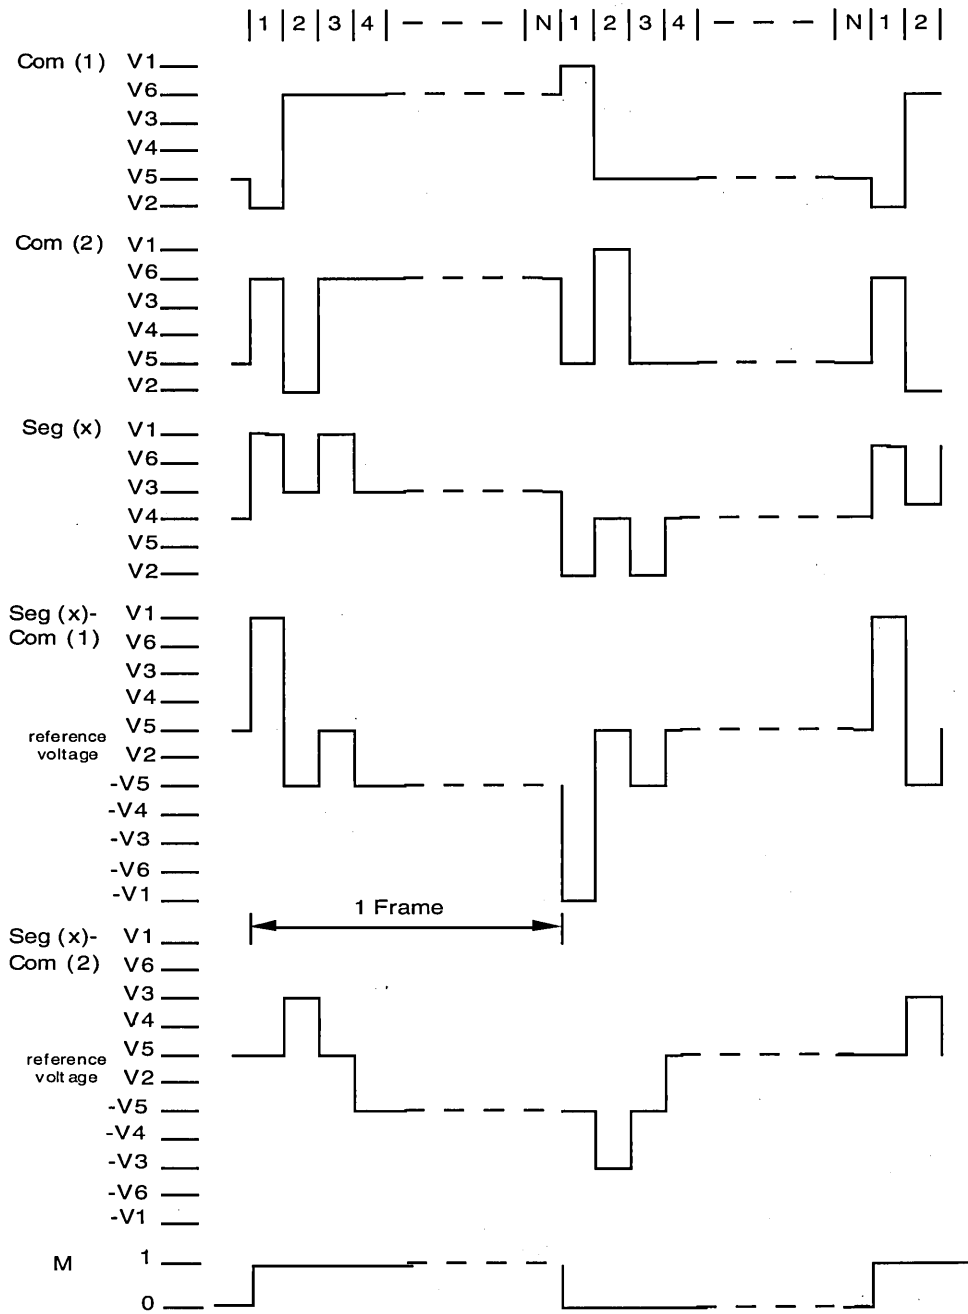 1 2 3 4 N 1 2 3 4 N 1 2
Com (1) V1
V6
V3
V4
V5
V2
Com (2) V1
V6
V3
V4
V5
V2
Seg (x) V1
V6
V3
V4
V5
V2
Seg (x)- V1
Com (1) V6
V3
V4
reference V5
voltage V2
-V5
-V4
-V3
-V6
-V1
1 Frame
Seg (x)- V1
Com (2) V6
V3
V4
reference V5
voltage V2
-V5
-V4
-V3
-V6
-V1
M 1
0